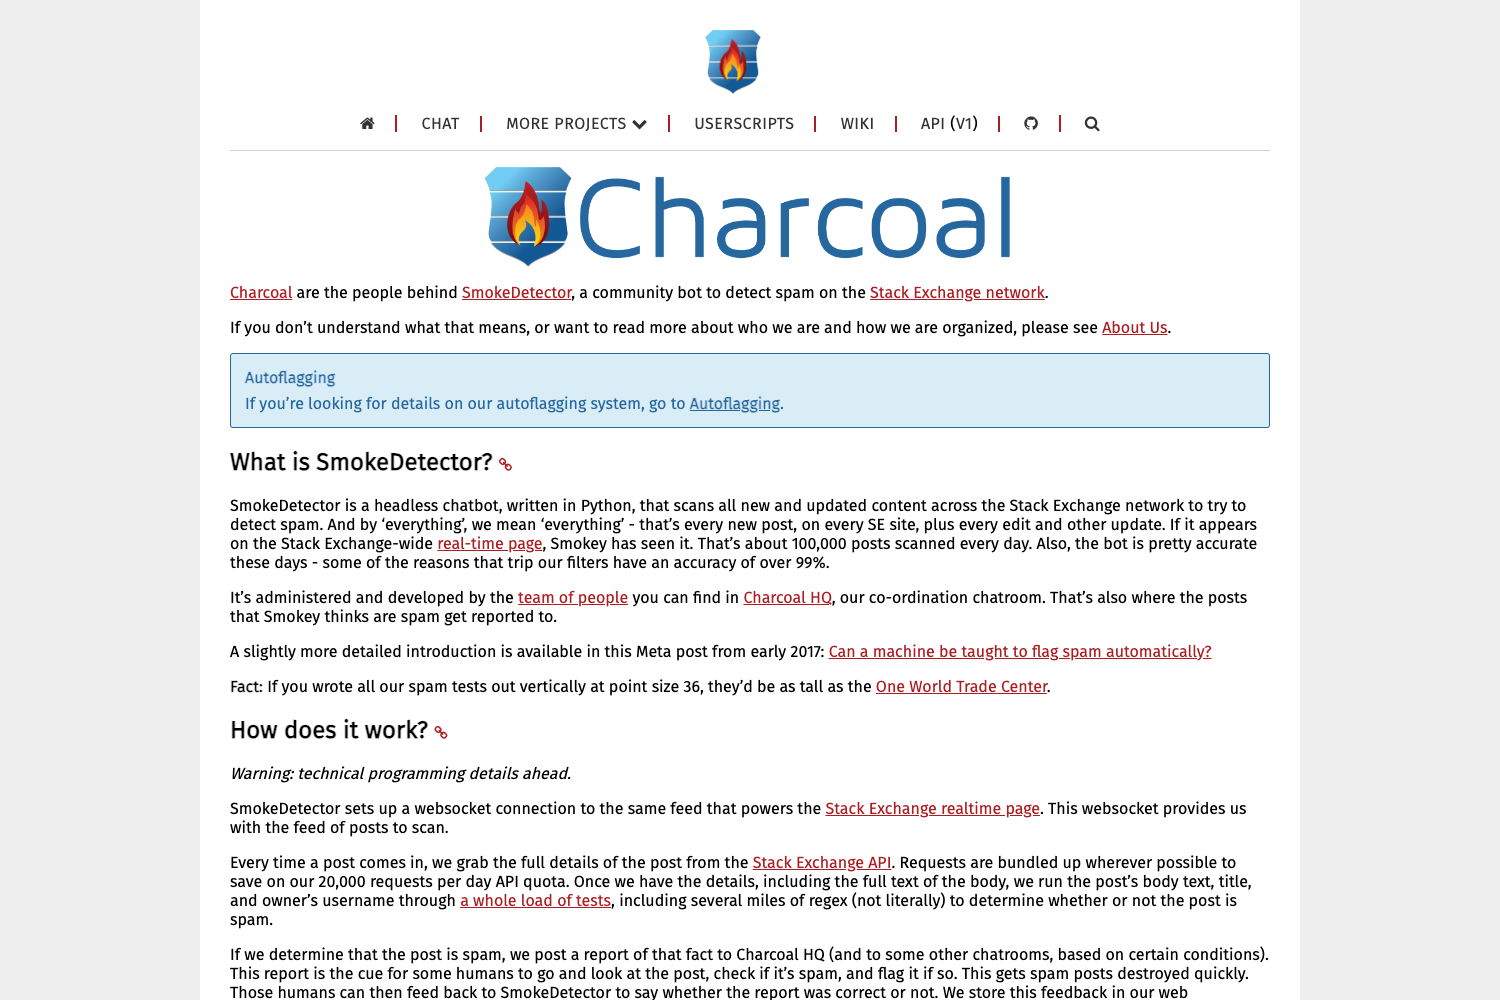 CHAT
MORE PROJECTS
USERSCRIPTS
WIKI
API (V1)
Charcoal
Charcoal are the people behind SmokeDetector, a community bot to detect spam on the Stack Exchange network.
If you don’t understand what that means, or want to read more about who we are and how we are organized, please see About Us.
Autoflagging
If you’re looking for details on our autoflagging system, go to Autoflagging.
What is SmokeDetector?
SmokeDetector is a headless chatbot, written in Python, that scans all new and updated content across the Stack Exchange network to try to
detect spam. And by ‘everything’, we mean ‘everything’ - that’s every new post, on every SE site, plus every edit and other update. If it appears
on the Stack Exchange-wide real-time page, Smokey has seen it. That’s about 100,000 posts scanned every day. Also, the bot is pretty accurate
these days - some of the reasons that trip our filters have an accuracy of over 99%.
It’s administered and developed by the team of people you can find in Charcoal HQ, our co-ordination chatroom. That’s also where the posts
that Smokey thinks are spam get reported to.
A slightly more detailed introduction is available in this Meta post from early 2017: Can a machine be taught to flag spam automatically?
Fact: If you wrote all our spam tests out vertically at point size 36, they’d be as tall as the One World Trade Center.
How does it work?
Warning: technical programming details ahead.
SmokeDetector sets up a websocket connection to the same feed that powers the Stack Exchange realtime page. This websocket provides us
with the feed of posts to scan.
Every time a post comes in, we grab the full details of the post from the Stack Exchange API. Requests are bundled up wherever possible to
save on our 20,000 requests per day API quota. Once we have the details, including the full text of the body, we run the post’s body text, title,
and owner’s username through a whole load of tests, including several miles of regex (not literally) to determine whether or not the post is
spam.
If we determine that the post is spam, we post a report of that fact to Charcoal HQ (and to some other chatrooms, based on certain conditions).
This report is the cue for some humans to go and look at the post, check if it’s spam, and flag it if so. This gets spam posts destroyed quickly.
Those humans can then feed back to SmokeDetector to say whether the report was correct or not. We store this feedback in our web